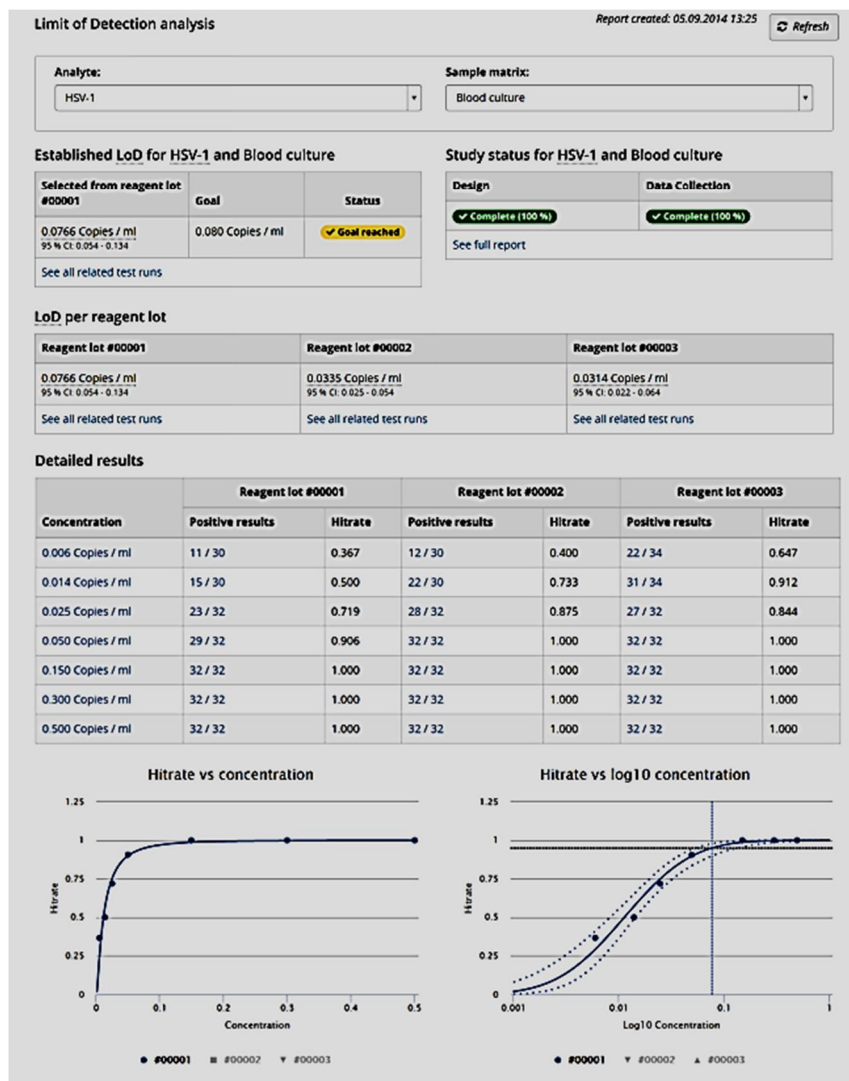 Limit of Detection analysis
Report created: 05.09.2014 13:25
Refresh
Analyte: Sample matrix:
HSV-1 Blood culture
Established LoD for HSV-1 and Blood culture
Study status for HSV-1 and Blood culture
Selected from reagent lot #00001 Goal Status
0.0766 Copies / ml 0.080 Copies / ml Goal reached
95 % CI: 0.054 - 0.134
See all related test runs
Design Data Collection
Complete (100 %) Complete (100 %)
See full report
LoD per reagent lot
Reagent lot #00001 Reagent lot #00002 Reagent lot #00003
0.0766 Copies / ml 0.0335 Copies / ml 0.0314 Copies / ml
95 % CI: 0.054 - 0.134 95 % CI: 0.025 - 0.054 95 % CI: 0.022 - 0.064
See all related test runs See all related test runs See all related test runs
Detailed results
Reagent lot #00001 Reagent lot #00002 Reagent lot #00003
Concentration Positive results Hitrate Positive results Hitrate Positive results Hitrate
0.006 Copies / ml 11 / 30 0.367 12 / 30 0.400 22 / 34 0.647
0.014 Copies / ml 15 / 30 0.500 22 / 30 0.733 31 / 34 0.912
0.025 Copies / ml 23 / 32 0.719 28 / 32 0.875 27 / 32 0.844
0.050 Copies / ml 29 / 32 0.906 32 / 32 1.000 32 / 32 1.000
0.150 Copies / ml 32 / 32 1.000 32 / 32 1.000 32 / 32 1.000
0.300 Copies / ml 32 / 32 1.000 32 / 32 1.000 32 / 32 1.000
0.500 Copies / ml 32 / 32 1.000 32 / 32 1.000 32 / 32 1.000
Hitrate vs concentration
1.25
1
0.75
0.5
0.25
0
Hitrate
0 0.1 0.2 0.3 0.4 0.5
Concentration
#00001 #00002 #00003
Hitrate vs log10 concentration
1.25
1
0.75
0.5
0.25
0
Hitrate
0.001 0.01 0.1 1
Log10 Concentration
#00001 #00002 #00003